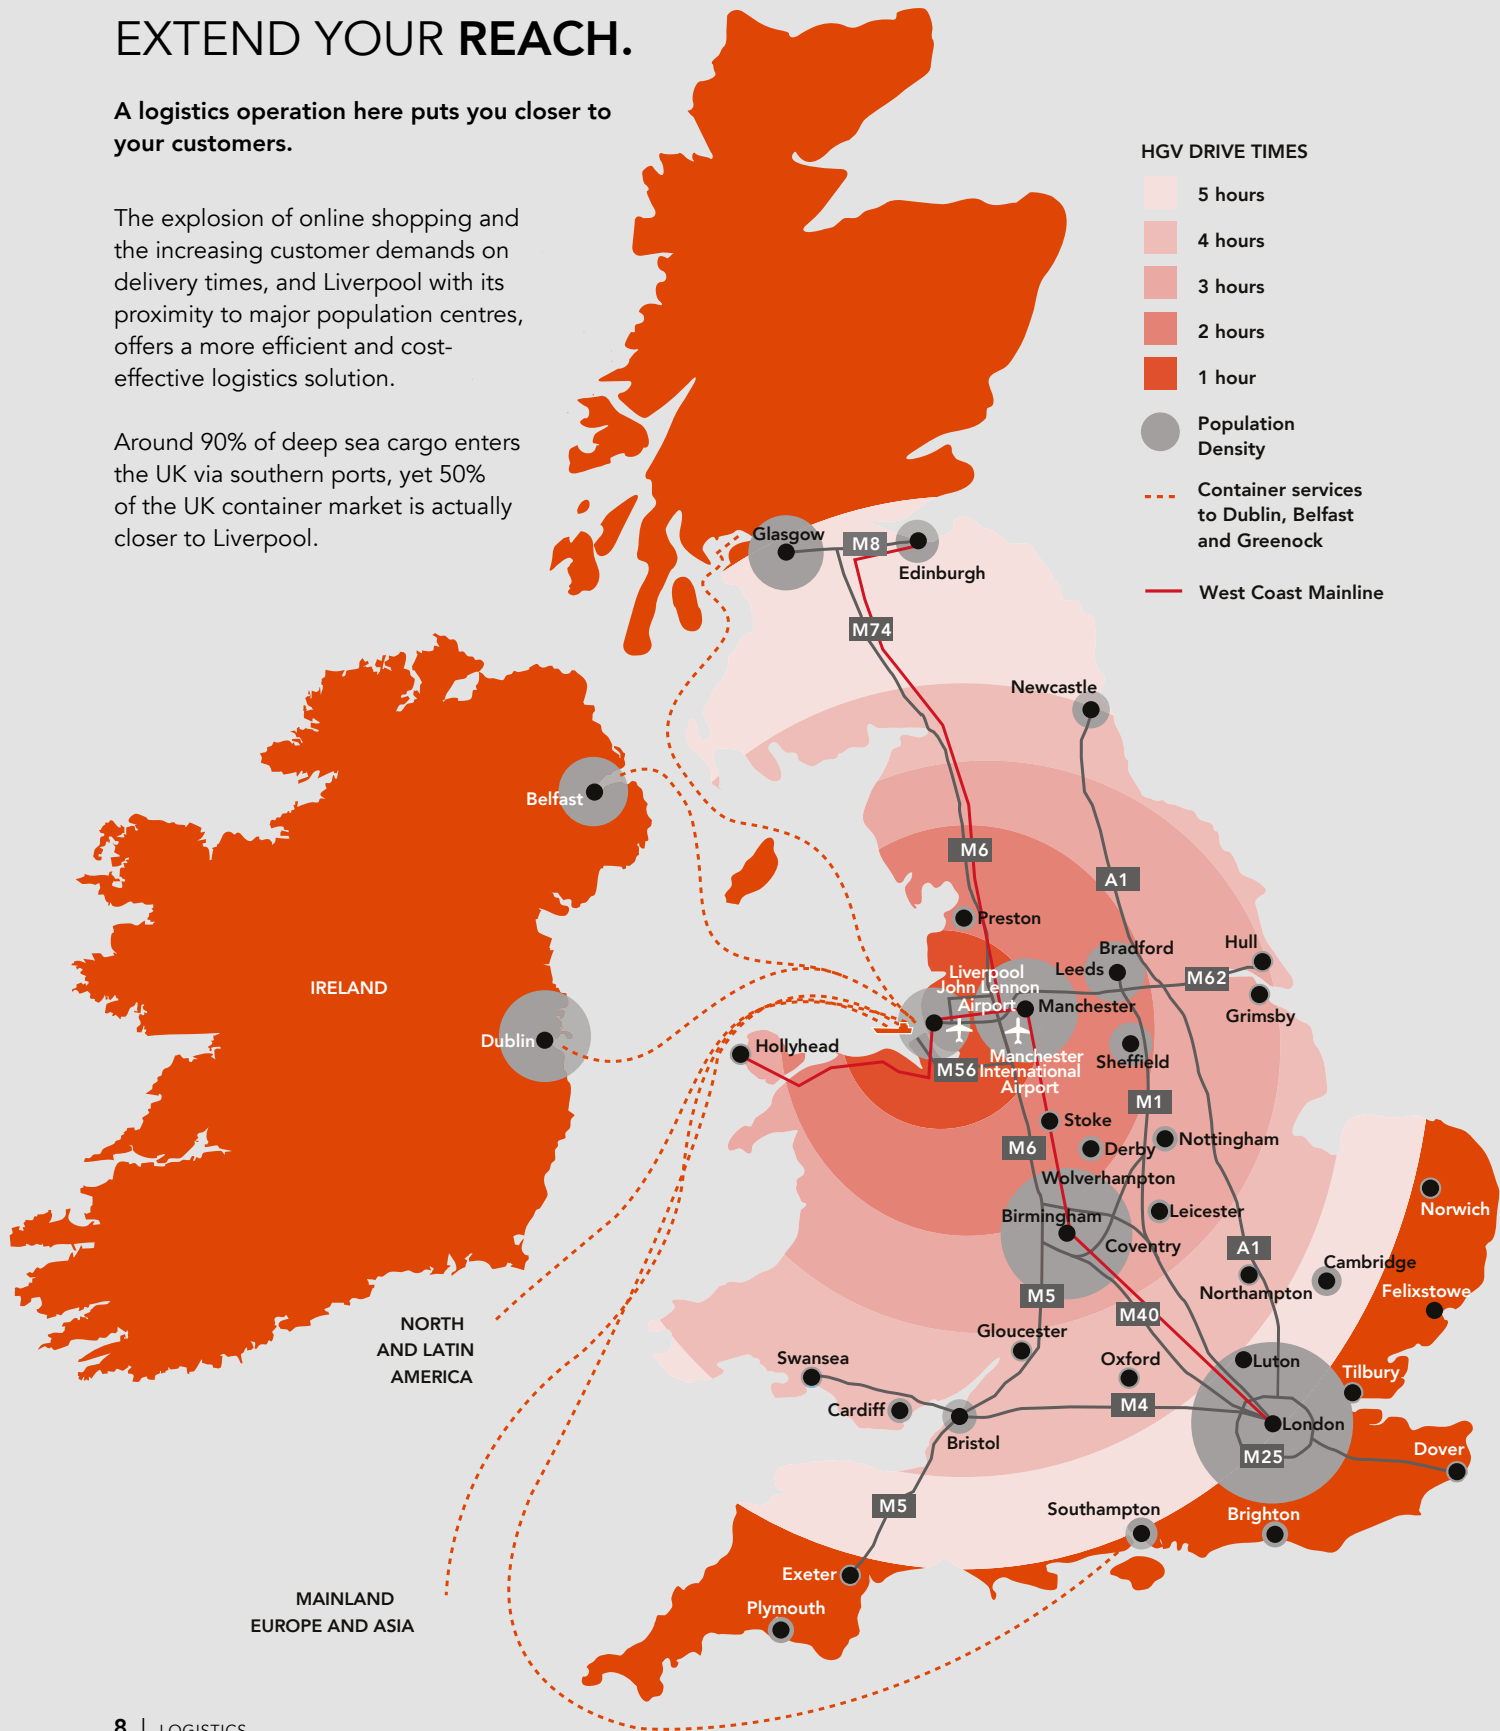 EXTEND YOUR REACH.
A logistics operation here puts you closer to
your customers.
The explosion of online shopping and
the increasing customer demands on
delivery times, and Liverpool with its
proximity to major population centres,
offers a more efficient and cost-
effective logistics solution.
Around 90% of deep sea cargo enters
the UK via southern ports, yet 50%
of the UK container market is actually
closer to Liverpool.
HGV DRIVE TIMES
5 hours
4 hours
3 hours
2 hours
1 hour
Population
Density
Container services
to Dublin, Belfast
and Greenock
West Coast Mainline
Glasgow
M8
Edinburgh
M74
Newcastle
Belfast
M6
A1
Preston
Bradford
Hull
Leeds
M62
Liverpool
John Lennon
Airport
IRELAND
Manchester
Grimsby
Dublin
Hollyhead
Sheffield
Manchester
International
Airport
M56
M1
Stoke
Nottingham
M6
Derby
Wolverhampton
Norwich
Birmingham
Leicester
Coventry
A1
Cambridge
Northampton
Felixstowe
M5
M40
NORTH
AND LATIN
AMERICA
Gloucester
Swansea
Oxford
Luton
Tilbury
Cardiff
M4
London
Bristol
M25
Dover
M5
Southampton
Brighton
Exeter
Plymouth
MAINLAND
EUROPE AND ASIA
8 | LOGISTICS